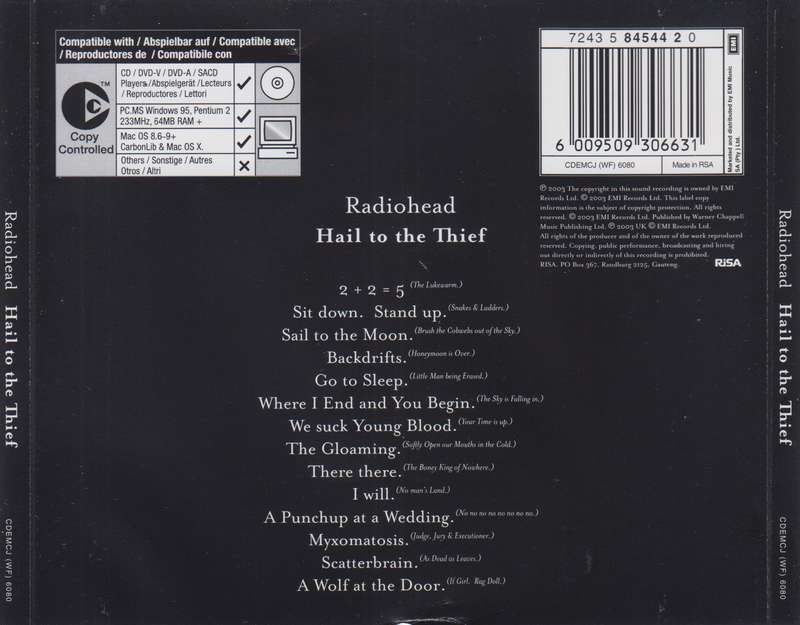 Compatible with / Abspielbar auf / Compatible avec
/ Reproductores de / Compatibile con
™
Copy
Controlled
CD / DVD-V / DVD-A / SACD
Players/Abspielgerät /Lecteurs
/ Reproductores / Lettori
PC.MS Windows 95, Pentium 2
233MHz, 64MB RAM +
Mac OS 8.6-9+
CarbonLib & Mac OS X.
Others / Sonstige / Autres
Otros / Altri
7243 5 84544 2 0
6 009509 306631
CDEMCJ (WF) 6080
Made in RSA
EMI
Marketed and distributed by EMI Music
SA (Pty) Ltd.
℗ 2003 The copyright in this sound recording is owned by EMI
Records Ltd. © 2003 EMI Records Ltd. This label copy
information is the subject of copyright protection. All rights
reserved. © 2003 EMI Records Ltd. Published by Warner Chappell
Music Publishing Ltd. ℗ 2003 UK © EMI Records Ltd.
All rights of the producer and of the owner of the work reproduced
reserved. Copying, public performance, broadcasting and hiring
out directly or indirectly of this recording is prohibited.
RISA, PO Box 367, Randburg 2125, Gauteng.
RiSA
Radiohead
Hail to the Thief
2 + 2 = 5 (The Lukewarm.)
Sit down. Stand up. (Snakes & Ladders.)
Sail to the Moon. (Brush the Cobwebs out of the Sky.)
Backdrifts. (Honeymoon is Over.)
Go to Sleep. (Little Man being Erased.)
Where I End and You Begin. (The Sky is Falling in.)
We suck Young Blood. (Your Time is up.)
The Gloaming. (Softly Open our Mouths in the Cold.)
There there. (The Boney King of Nowhere.)
I will. (No man's Land.)
A Punchup at a Wedding. (No no no no no no no no.)
Myxomatosis. (Judge, Jury & Executioner.)
Scatterbrain. (As Dead as Leaves.)
A Wolf at the Door. (It Girl. Rag Doll.)
Radiohead Hail to the Thief
CDEMCJ (WF) 6080
Radiohead Hail to the Thief
CDEMCJ (WF) 6080